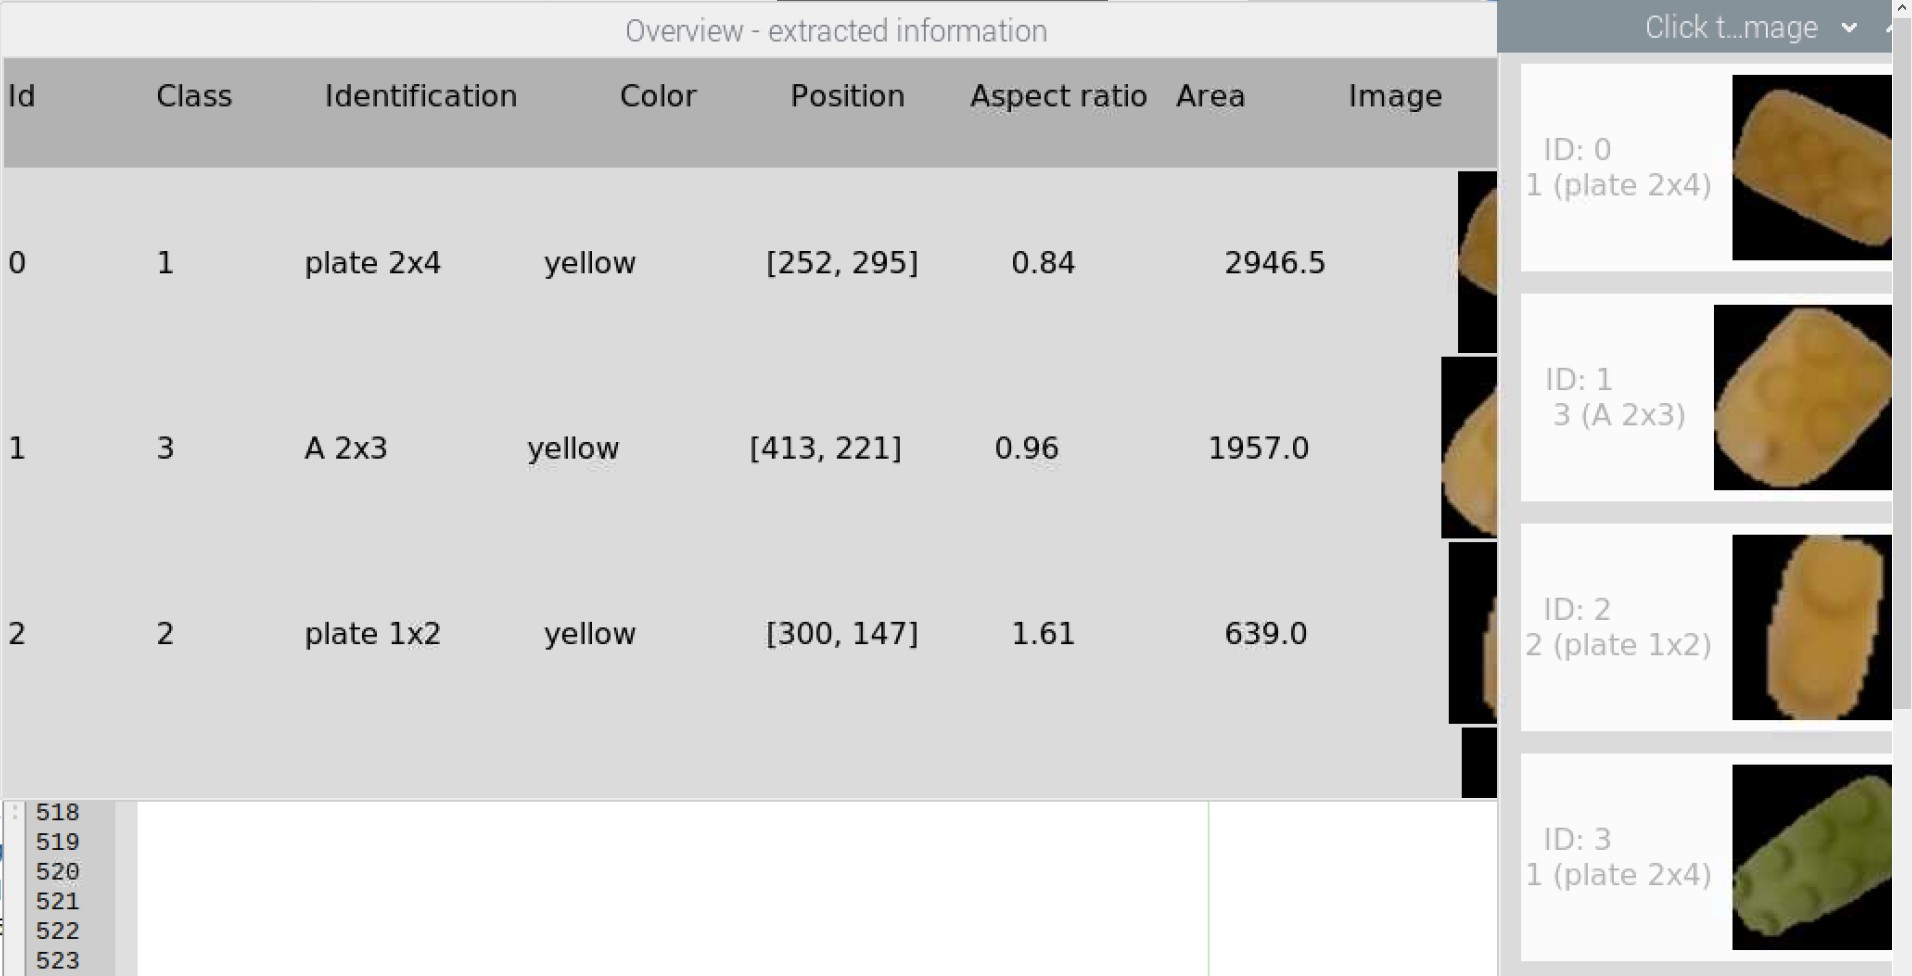 Overview - extracted information
Click t...mage
Id Class Identification Color Position Aspect ratio Area Image
0 1 plate 2x4 yellow [252, 295] 0.84 2946.5
1 3 A 2x3 yellow [413, 221] 0.96 1957.0
2 2 plate 1x2 yellow [300, 147] 1.61 639.0
ID: 0
1 (plate 2x4)
ID: 1
3 (A 2x3)
ID: 2
2 (plate 1x2)
ID: 3
1 (plate 2x4)
518
519
520
521
522
523